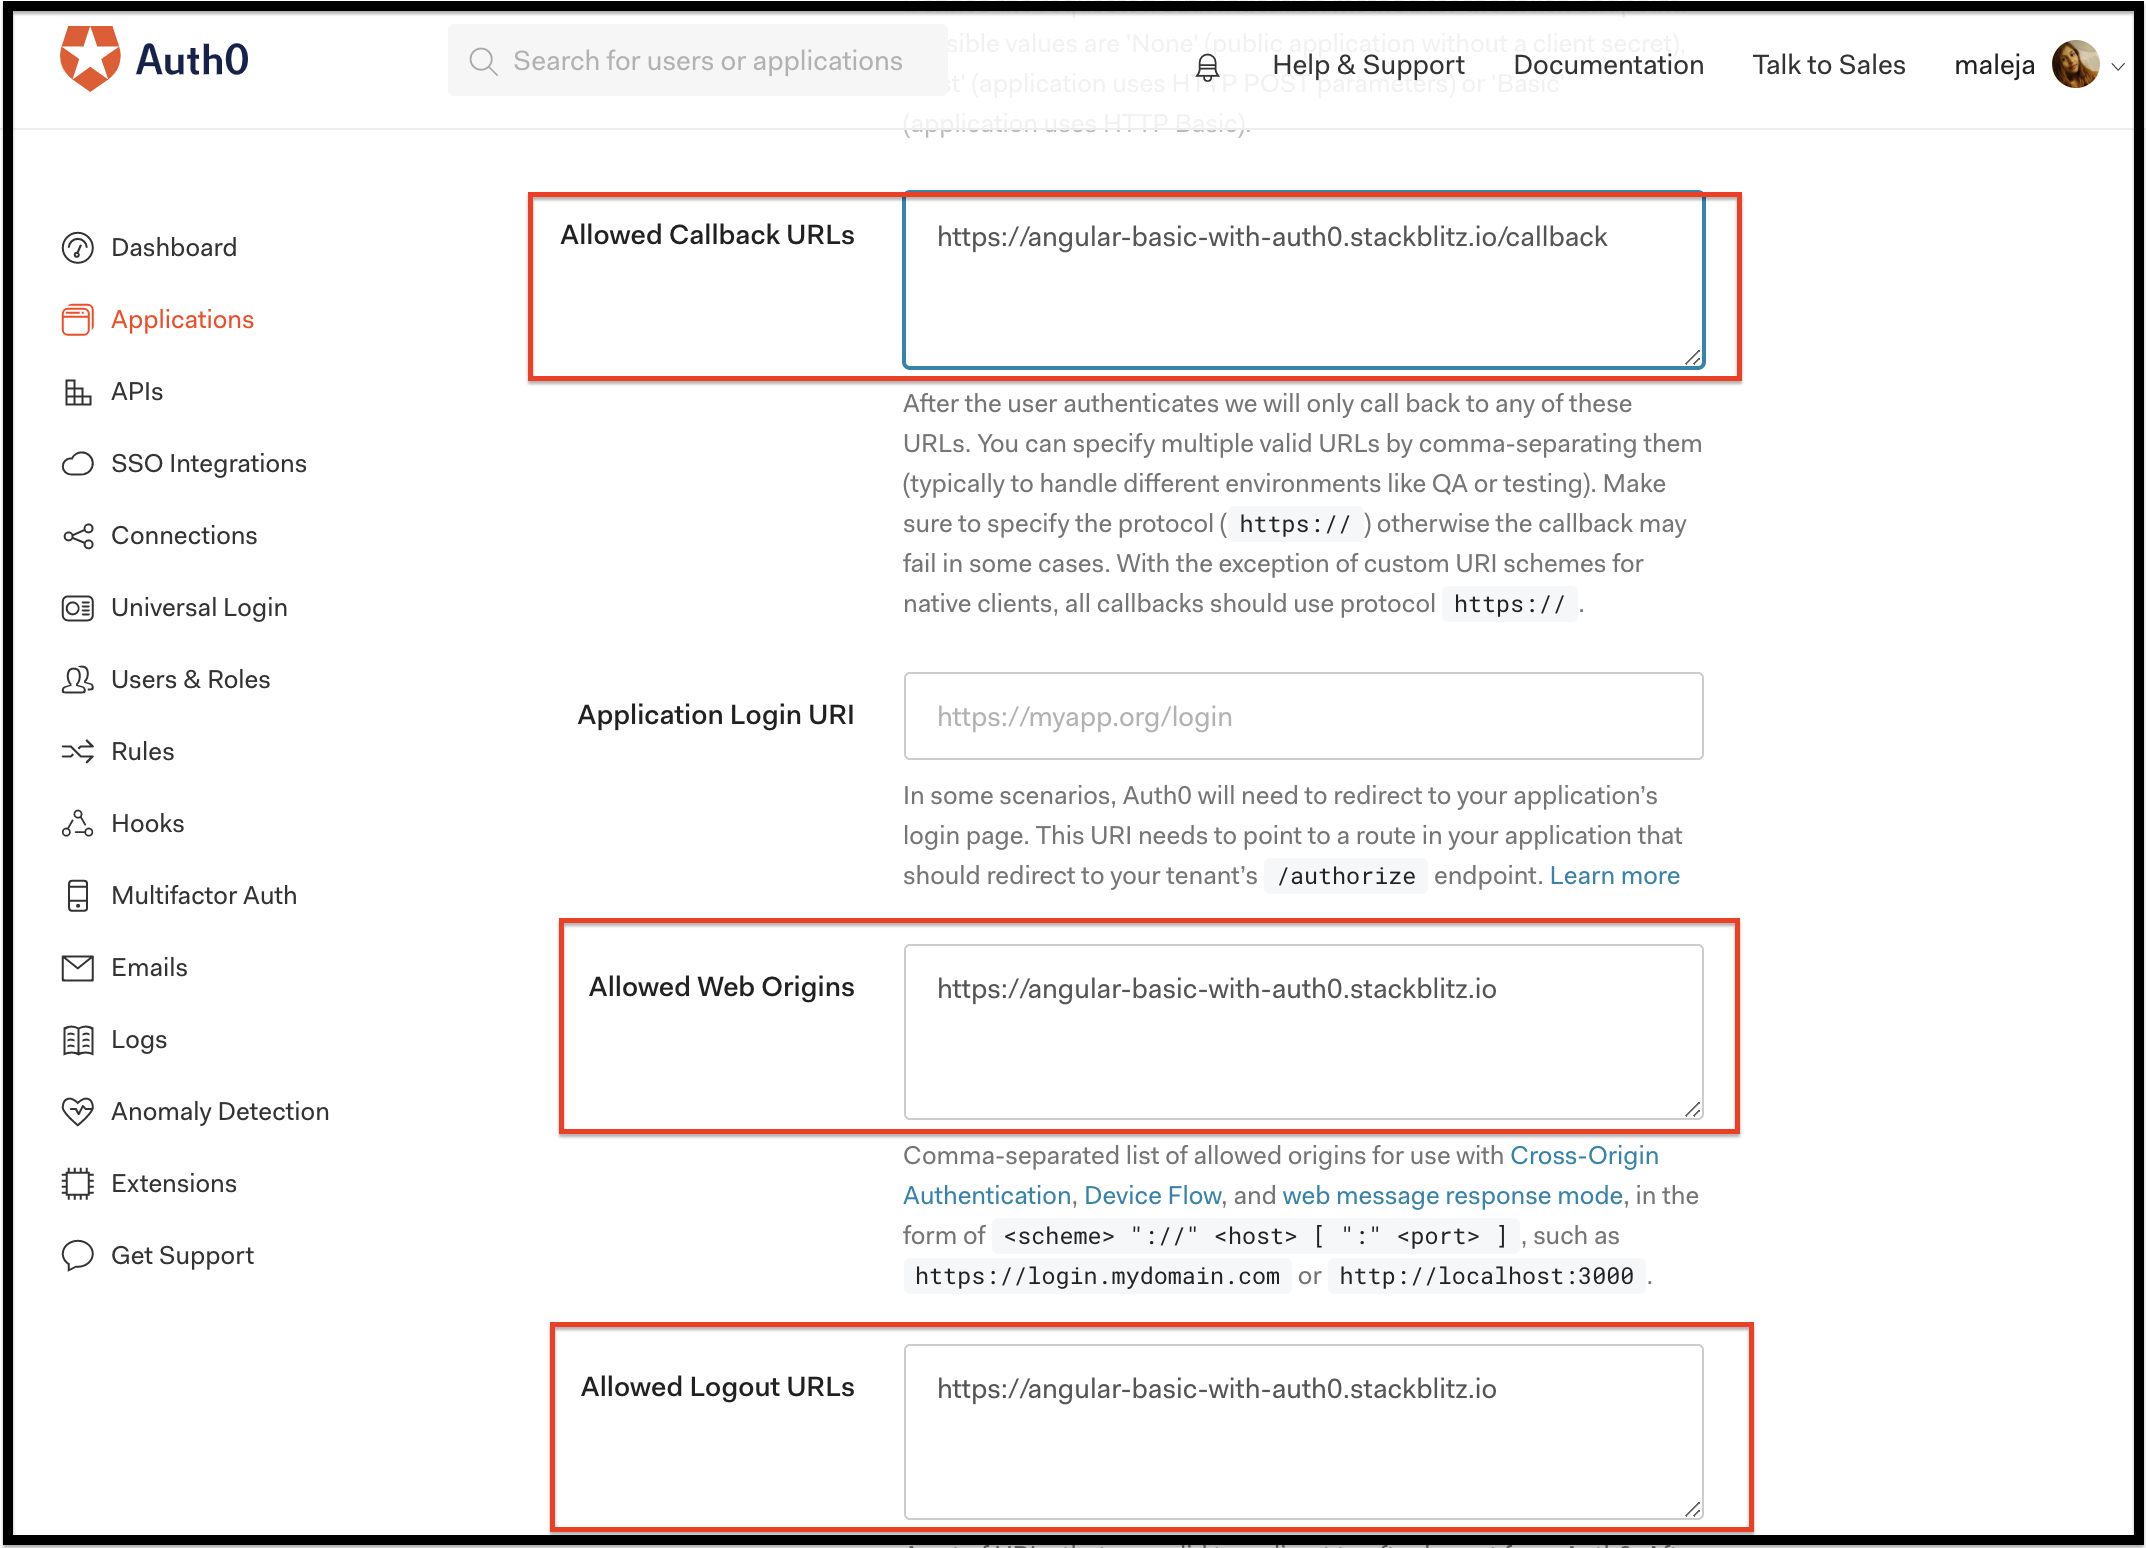 Auth0
Search for users or applications
sible values are 'None' (public application without a client secret),
st' (application uses HTTP POST parameters) or 'Basic'
(application uses HTTP Basic).
Help & Support
Documentation
Talk to Sales
maleja
Dashboard
Applications
APIs
SSO Integrations
Connections
Universal Login
Users & Roles
Rules
Hooks
Multifactor Auth
Emails
Logs
Anomaly Detection
Extensions
Get Support
Allowed Callback URLs
https://angular-basic-with-auth0.stackblitz.io/callback
After the user authenticates we will only call back to any of these
URLs. You can specify multiple valid URLs by comma-separating them
(typically to handle different environments like QA or testing). Make
sure to specify the protocol ( https:// ) otherwise the callback may
fail in some cases. With the exception of custom URI schemes for
native clients, all callbacks should use protocol https:// .
Application Login URI
https://myapp.org/login
In some scenarios, Auth0 will need to redirect to your application’s
login page. This URI needs to point to a route in your application that
should redirect to your tenant’s /authorize endpoint. Learn more
Allowed Web Origins
https://angular-basic-with-auth0.stackblitz.io
Comma-separated list of allowed origins for use with Cross-Origin
Authentication, Device Flow, and web message response mode, in the
form of <scheme> "://" <host> [ ":" <port> ] , such as
https://login.mydomain.com or http://localhost:3000 .
Allowed Logout URLs
https://angular-basic-with-auth0.stackblitz.io